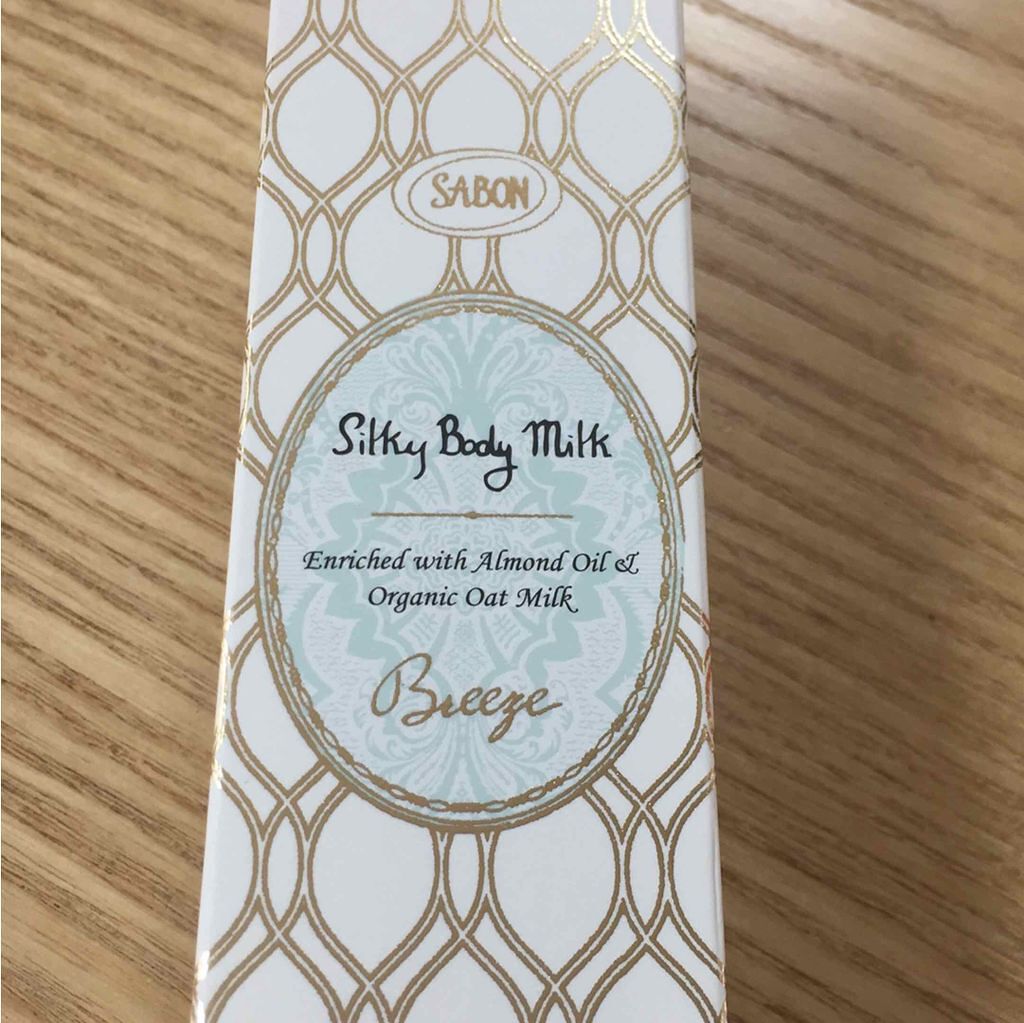 SABON
Silky Body Milk
Enriched with Almond Oil &
Organic Oat Milk
Breeze